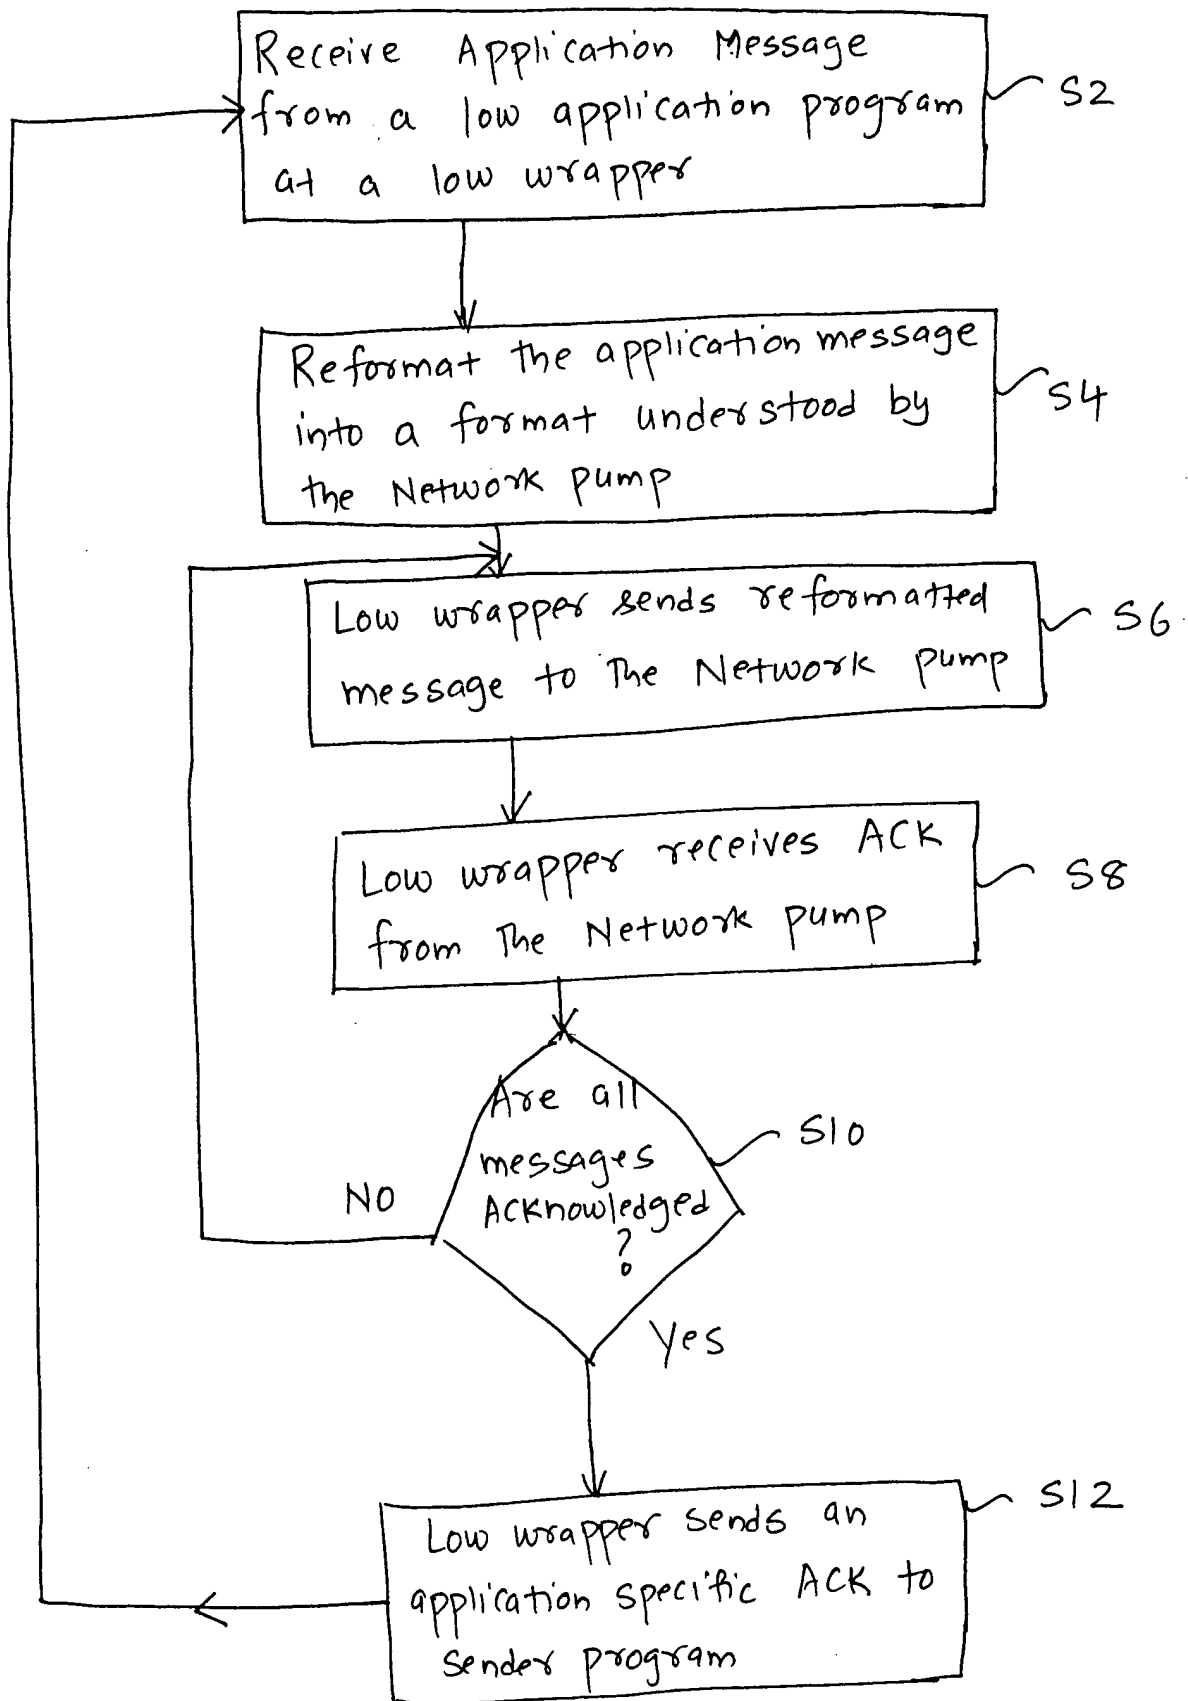 Receive Application Message
from a low application program
at a low wrapper
S2
Reformat the application message
into a format understood by
the Network pump
S4
Low wrapper sends reformatted
message to The Network pump
S6
Low wrapper receives ACK
from The Network pump
S8
Are all
messages
Acknowledged
?
S10
NO
Yes
Low wrapper sends an
application specific ACK to
sender program
S12